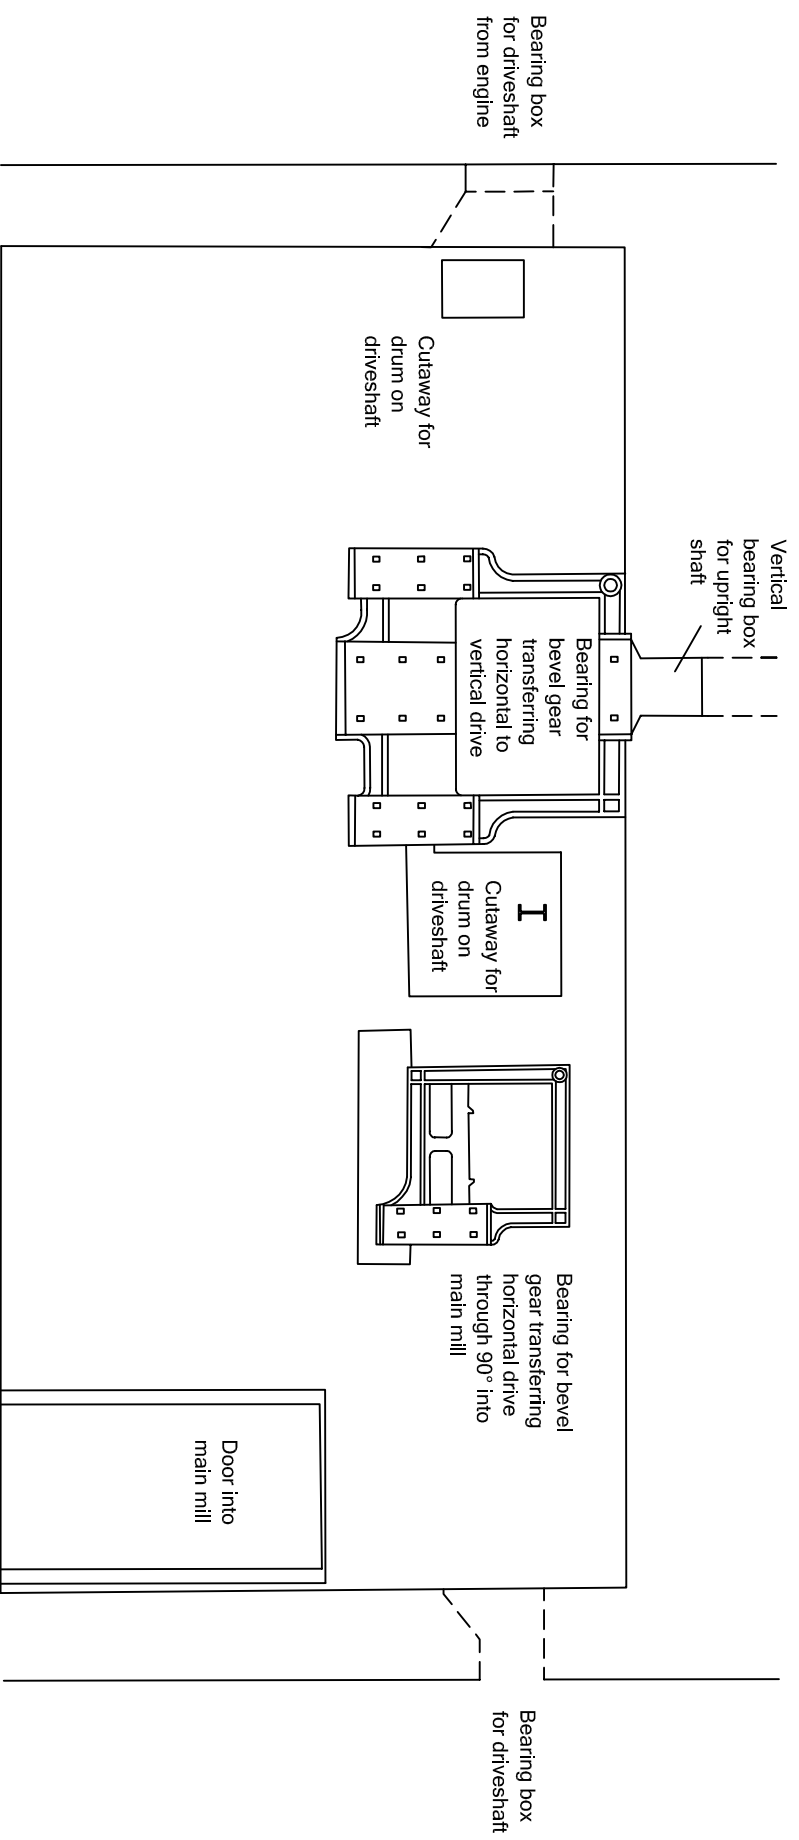 Bearing box
for driveshaft
from engine
Cutaway for
drum on
driveshaft
Vertical
bearing box
for upright
shaft
Bearing for
bevel gear
transferring
horizontal to
vertical drive
Cutaway for
drum on
driveshaft
Bearing for bevel
gear transferring
horizontal drive
through 90° into
main mill
Door into
main mill
Bearing box
for driveshaft